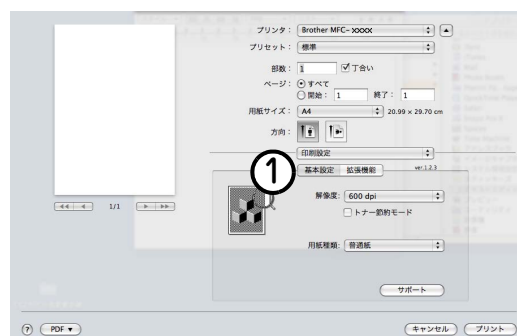 プリンタ： Brother MFC- XXXX
プリセット： 標準
部数： 1 丁合い
ページ： すべて
開始： 1 終了： 1
用紙サイズ： A4 20.99 x 29.70 cm
方向：
印刷設定
1
基本設定 拡張機能 ver.1.2.3
1/1
解像度: 600 dpi
トナー節約モード
用紙種類: 普通紙
サポート
? PDF キャンセル プリント